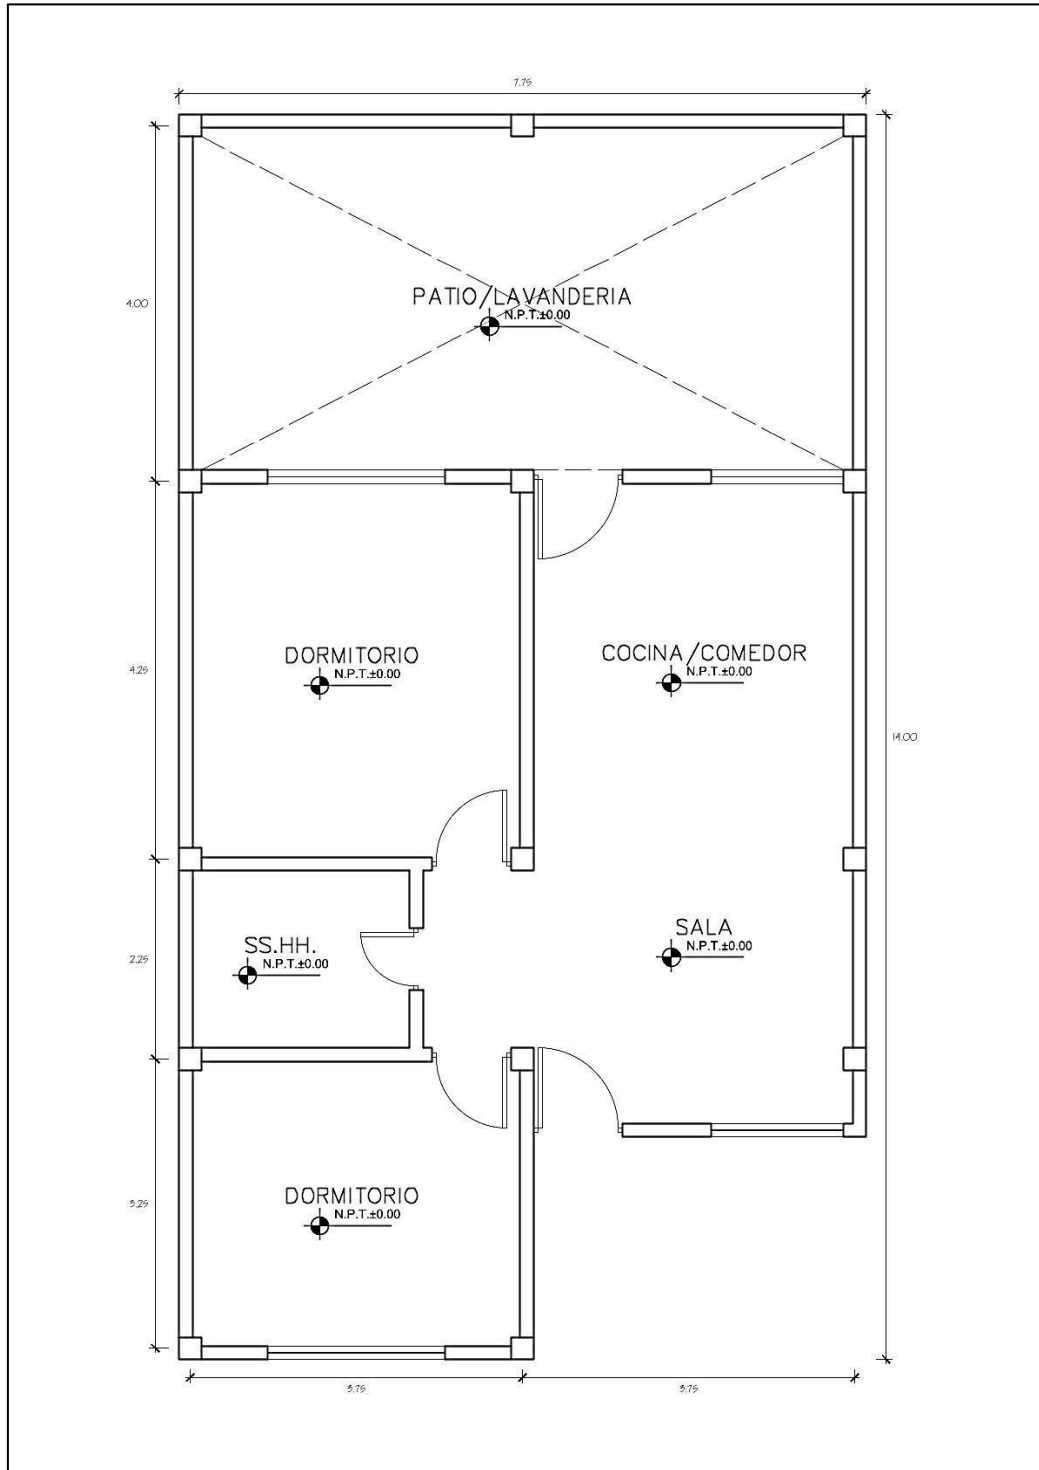 7.75
4.00
PATIO/LAVANDERIA
N.P.T.±0.00
4.25
DORMITORIO
N.P.T.±0.00
COCINA/COMEDOR
N.P.T.±0.00
14.00
2.25
SS.HH.
N.P.T.±0.00
SALA
N.P.T.±0.00
3.25
DORMITORIO
N.P.T.±0.00
3.75
3.75